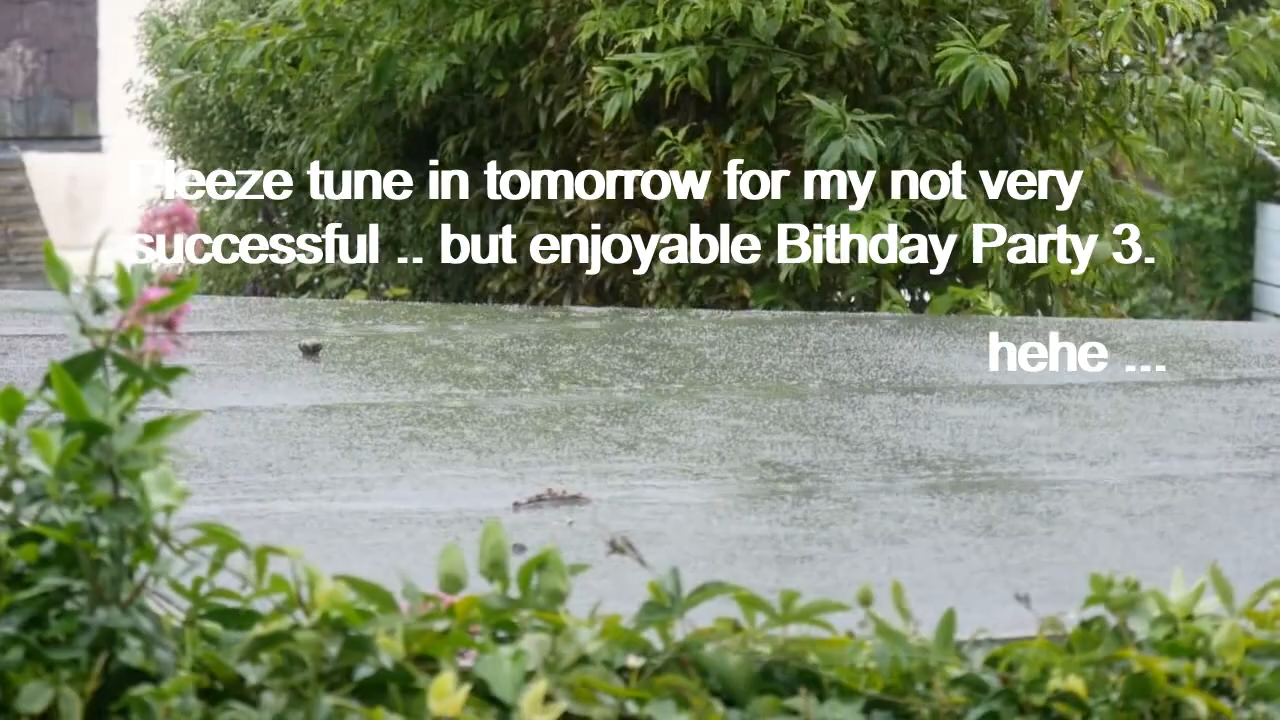 Pleeze tune in tomorrow for my not very
successful .. but enjoyable Bithday Party 3.
hehe ...